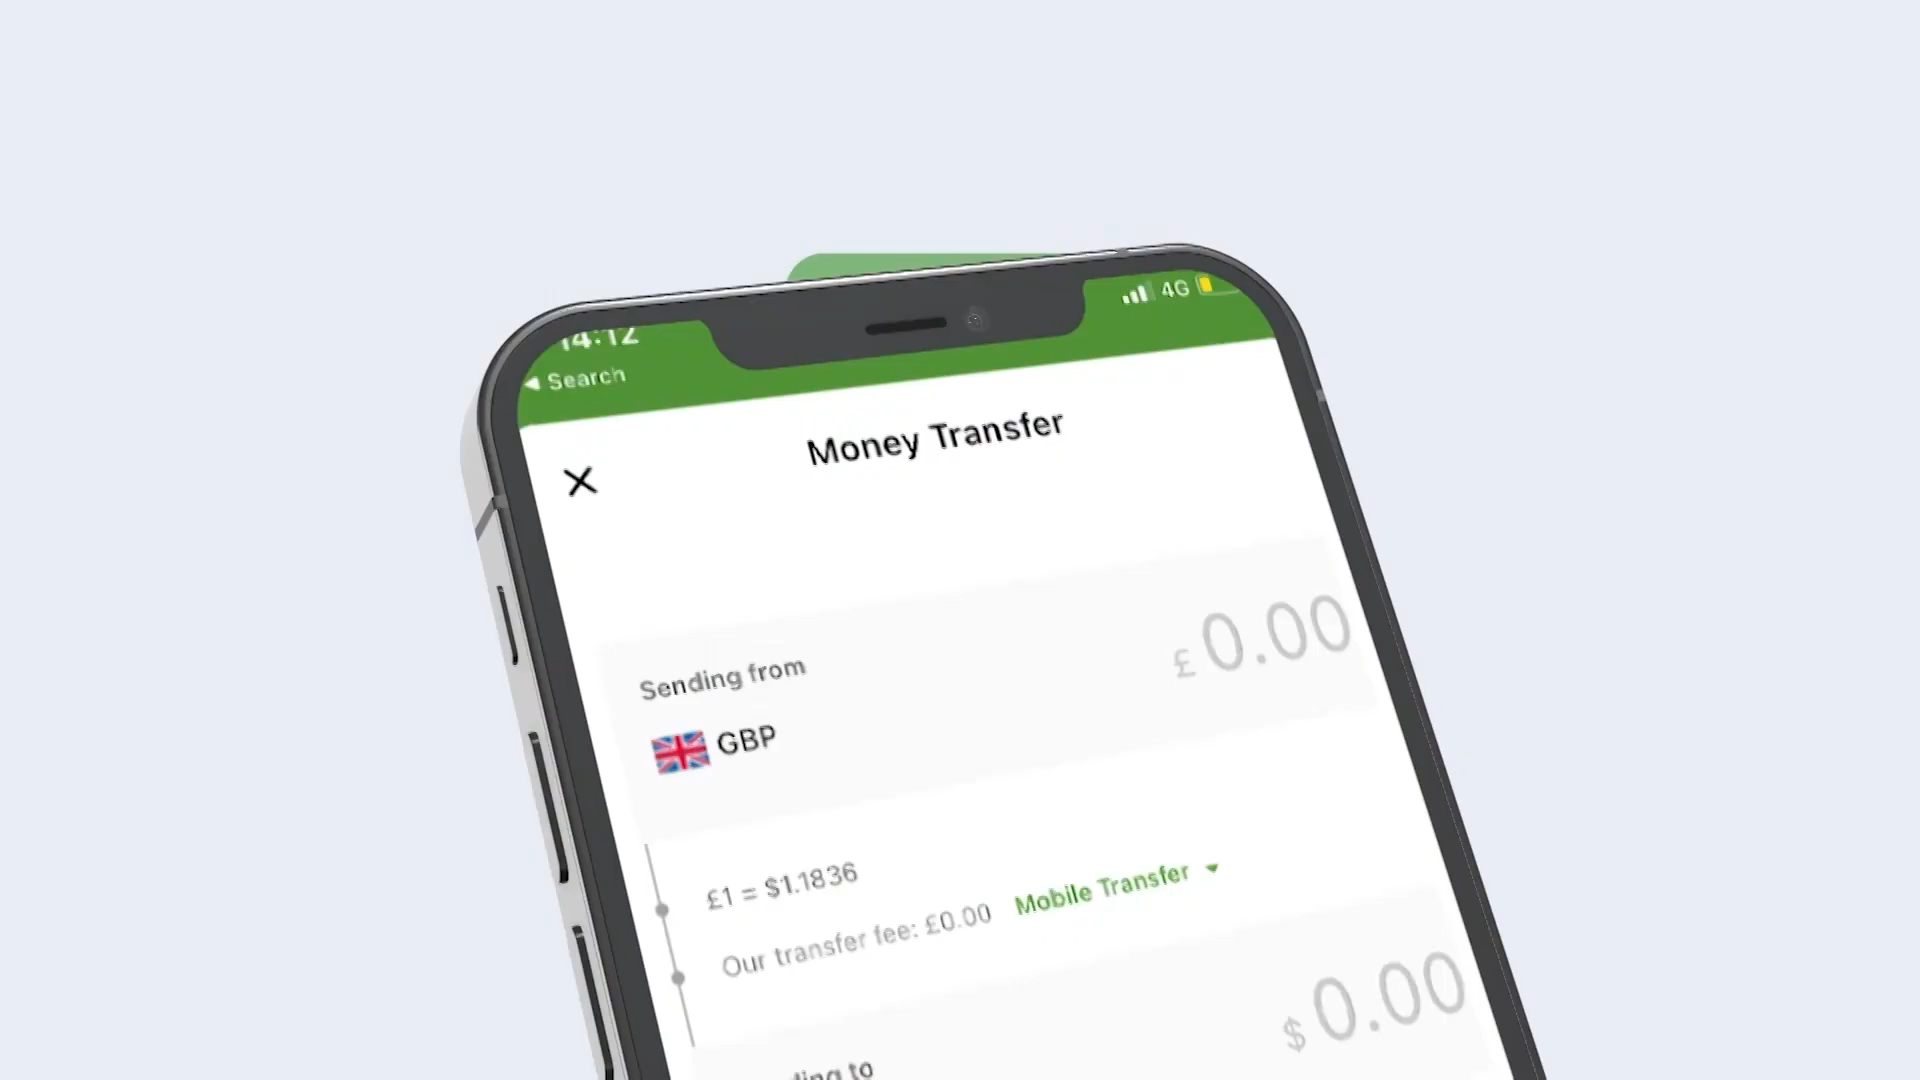 14:12
4G
Search
Money Transfer
Sending from
£ 0.00
GBP
£1 = $1.1836
Our transfer fee: £0.00 Mobile Transfer
$ 0.00
to